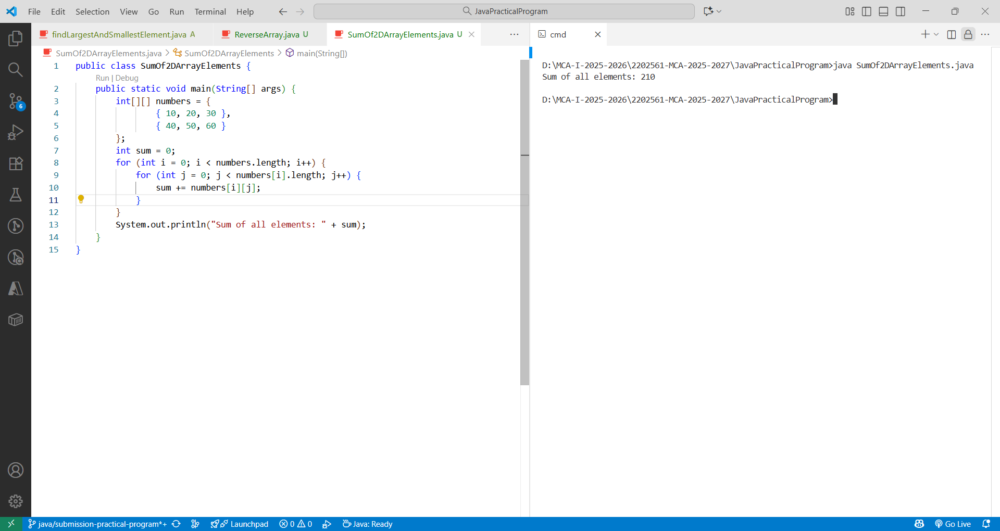 File Edit Selection View Go Run Terminal Help
JavaPracticalProgram
findLargestAndSmallestElement.java A
ReverseArray.java U
SumOf2DArrayElements.java U
cmd
SumOf2DArrayElements.java > SumOf2DArrayElements > main(String[])
1 public class SumOf2DArrayElements {
Run | Debug
2 public static void main(String[] args) {
3 int[][] numbers = {
4 { 10, 20, 30 },
5 { 40, 50, 60 }
6 };
7 int sum = 0;
8 for (int i = 0; i < numbers.length; i++) {
9 for (int j = 0; j < numbers[i].length; j++) {
10 sum += numbers[i][j];
11 }
12 }
13 System.out.println("Sum of all elements: " + sum);
14 }
15 }
D:\MCA-I-2025-2026\2202561-MCA-2025-2027\JavaPracticalProgram>java SumOf2DArrayElements.java
Sum of all elements: 210
D:\MCA-I-2025-2026\2202561-MCA-2025-2027\JavaPracticalProgram>
6
java/submission-practical-program*+ Launchpad 0 0 Java: Ready Go Live